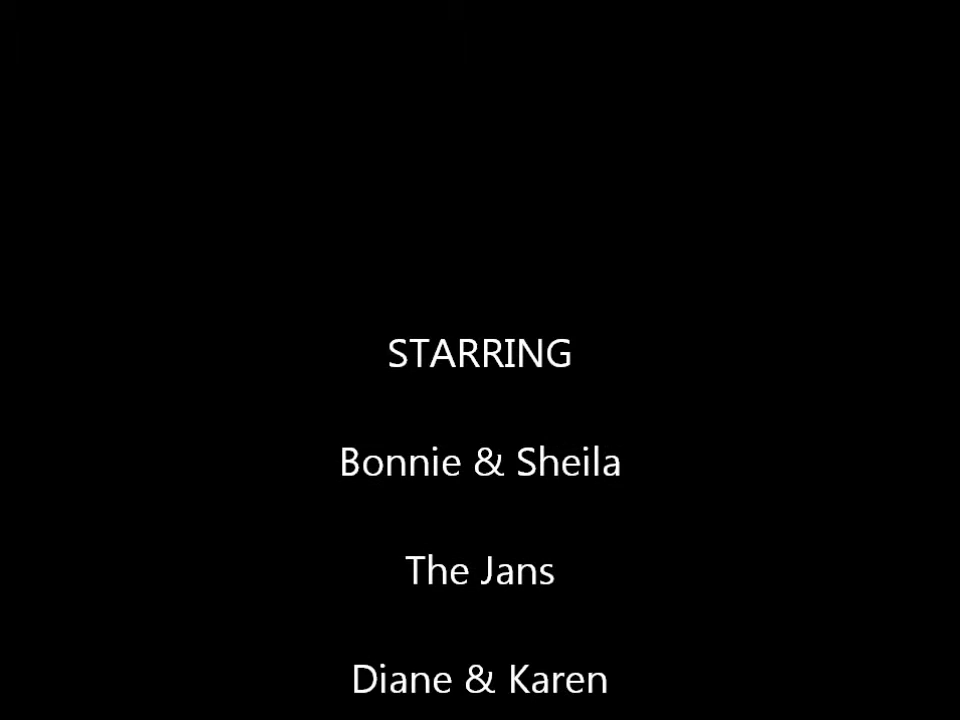 STARRING
Bonnie & Sheila
The Jans
Diane & Karen